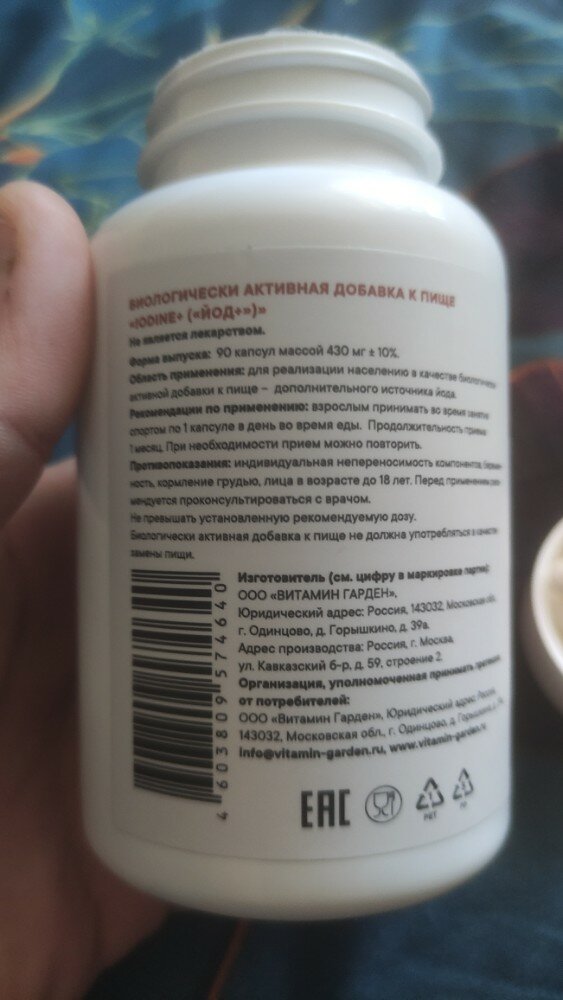 БИОЛОГИЧЕСКИ АКТИВНАЯ ДОБАВКА К ПИЩЕ
«IODINE+ («ЙОД+»)»
Не является лекарством.
Форма выпуска: 90 капсул массой 430 мг ± 10%.
Область применения: для реализации населению в качестве биологически
активной добавки к пище – дополнительного источника йода.
Рекомендации по применению: взрослым принимать во время занятий
спортом по 1 капсуле в день во время еды. Продолжительность приема:
1 месяц. При необходимости прием можно повторить.
Противопоказания: индивидуальная непереносимость компонентов, беремен-
ность, кормление грудью, лица в возрасте до 18 лет. Перед применением реко-
мендуется проконсультироваться с врачом.
Не превышать установленную рекомендуемую дозу.
Биологически активная добавка к пище не должна употребляться в качестве
замены пищи.
Изготовитель (см. цифру в маркировке партии):
ООО «ВИТАМИН ГАРДЕН»,
Юридический адрес: Россия, 143032, Московская обл.,
г. Одинцово, д. Горышкино, д. 39а.
Адрес производства: Россия, г. Москва,
ул. Кавказский б-р, д. 59, строение 2.
Организация, уполномоченная принимать претензии
от потребителей:
ООО «Витамин Гарден», Юридический адрес: Россия,
143032, Московская обл., г. Одинцово, д. Горышкино, д.
info@vitamin-garden.ru, www.vitamin-garden.ru
4 603809 574640
EAC
1
PET